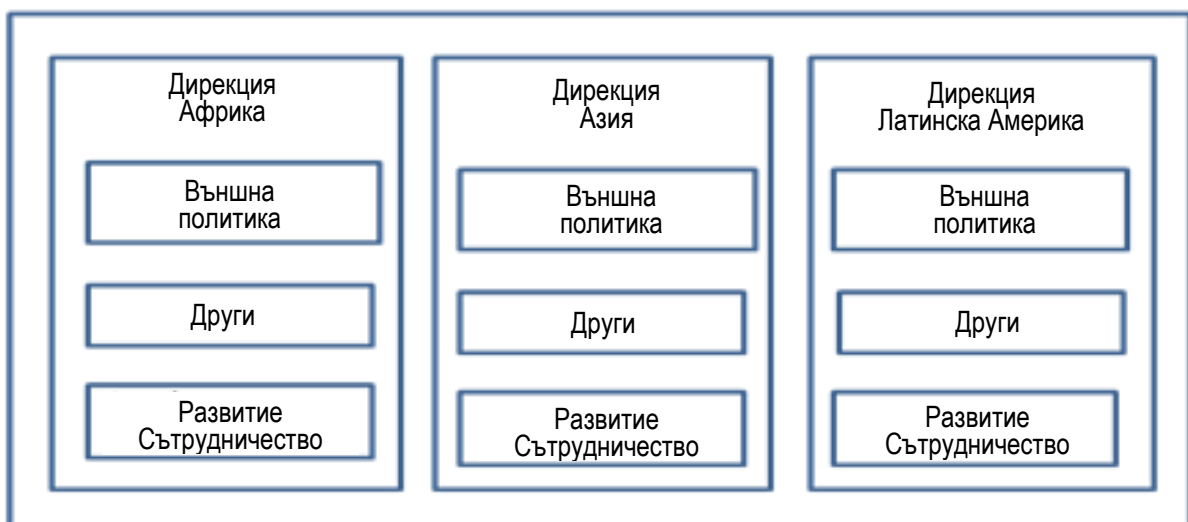 Дирекция
Африка
Външна
политика
Други
Развитие
Сътрудничество
Дирекция
Азия
Външна
политика
Други
Развитие
Сътрудничество
Дирекция
Латинска Америка
Външна
политика
Други
Развитие
Сътрудничество